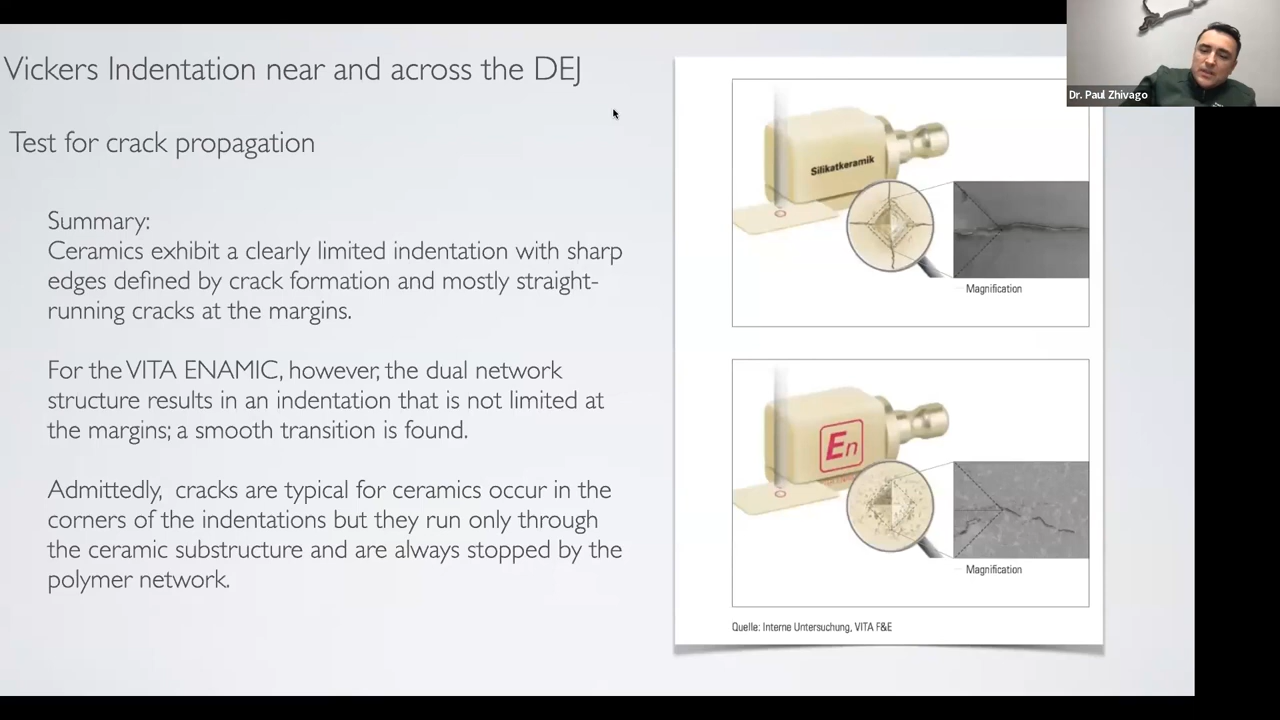 Vickers Indentation near and across the DEJ
Test for crack propagation
Summary:
Ceramics exhibit a clearly limited indentation with sharp
edges defined by crack formation and mostly straight-
running cracks at the margins.
For the VITA ENAMIC, however, the dual network
structure results in an indentation that is not limited at
the margins; a smooth transition is found.
Admittedly,  cracks are typical for ceramics occur in the
corners of the indentations but they run only through
the ceramic substructure and are always stopped by the
polymer network.
Silikatkeramik
Magnification
En
Magnification
Quelle: Interne Untersuchung, VITA F&E
Dr. Paul Zhivago